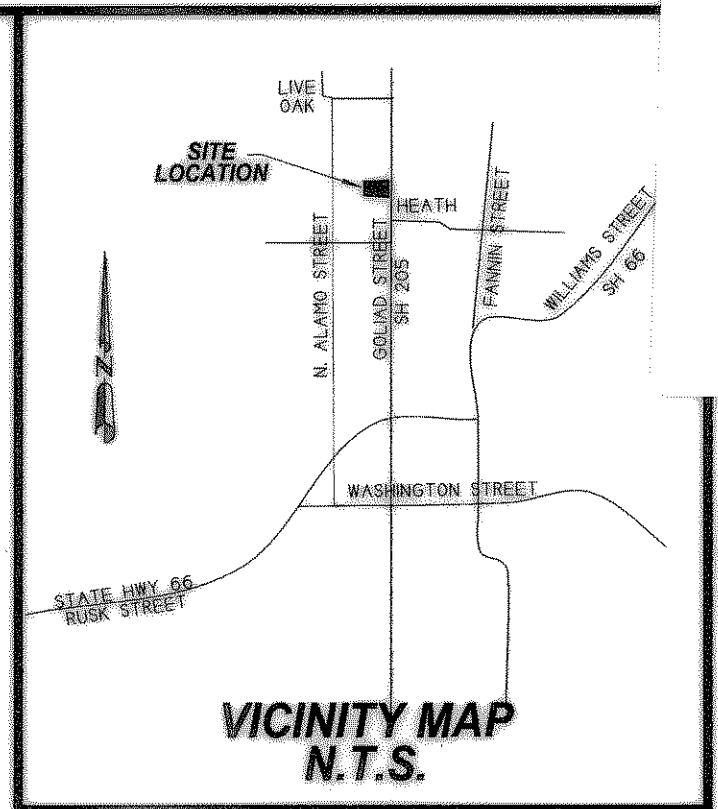 LIVE
OAK
SITE
LOCATION
HEATH
N. ALAMO STREET
GOLIAD STREET
SH 205
FANNIN STREET
WILLIAMS STREET
SH 66
N
WASHINGTON STREET
STATE HWY 66
RUSK STREET
VICINITY MAP
N.T.S.